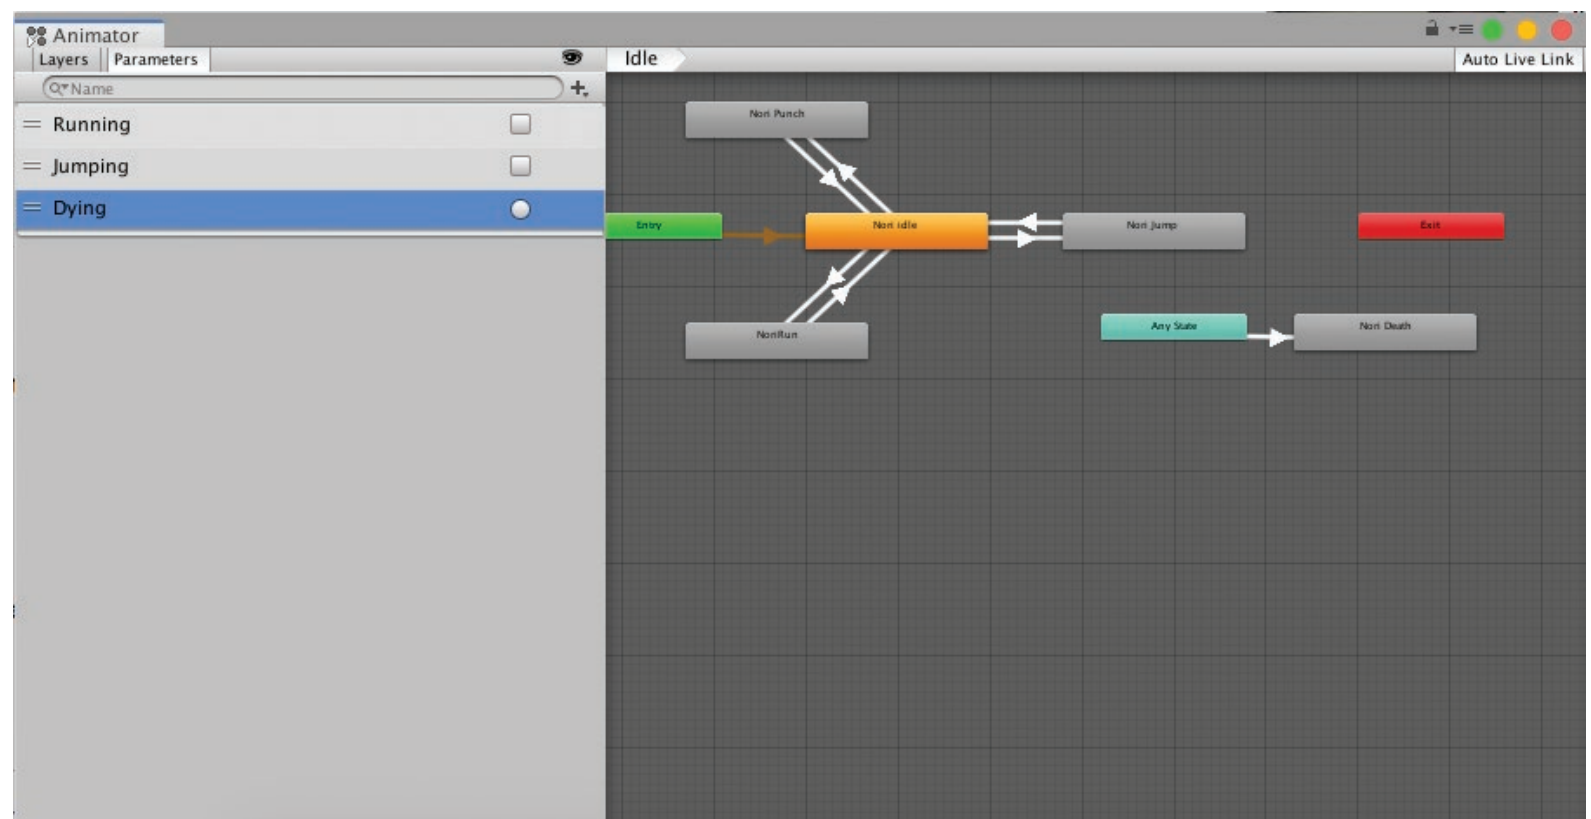 Animator
Layers
Parameters
Idle
Auto Live Link
Name
Running
Jumping
Dying
Nori Punch
Entry
Nori idle
Nori Jump
Exit
Any State
Nori Death
NoriRun